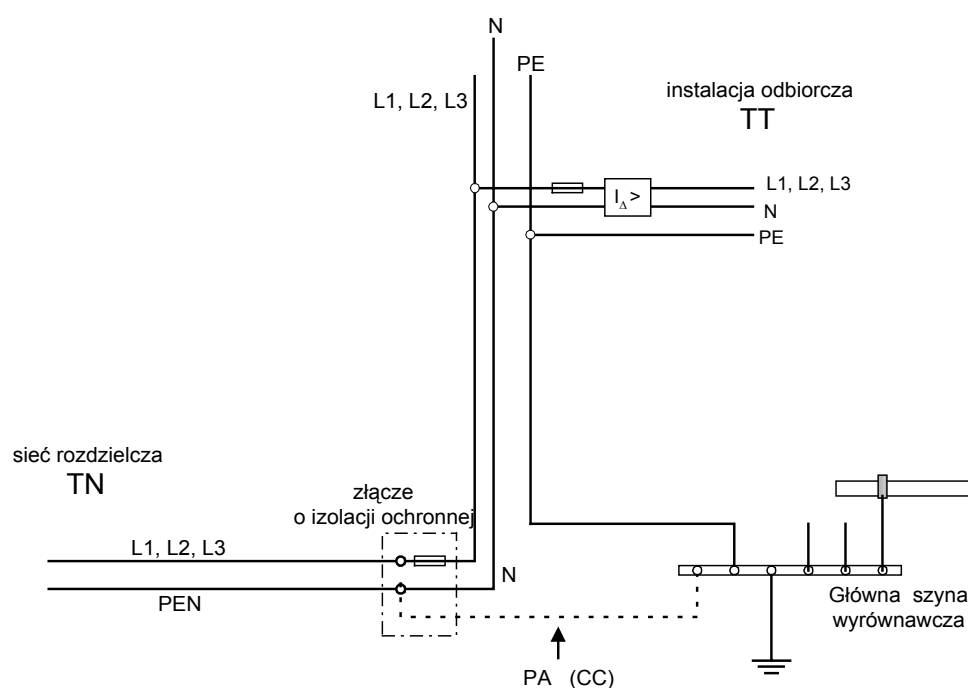 N
PE
L1, L2, L3
instalacja odbiorcza
TT
L1, L2, L3
I∆ >
N
PE
sieć rozdzielcza
TN
złącze
o izolacji ochronnej
L1, L2, L3
N
PEN
Główna szyna
wyrównawcza
PA (CC)